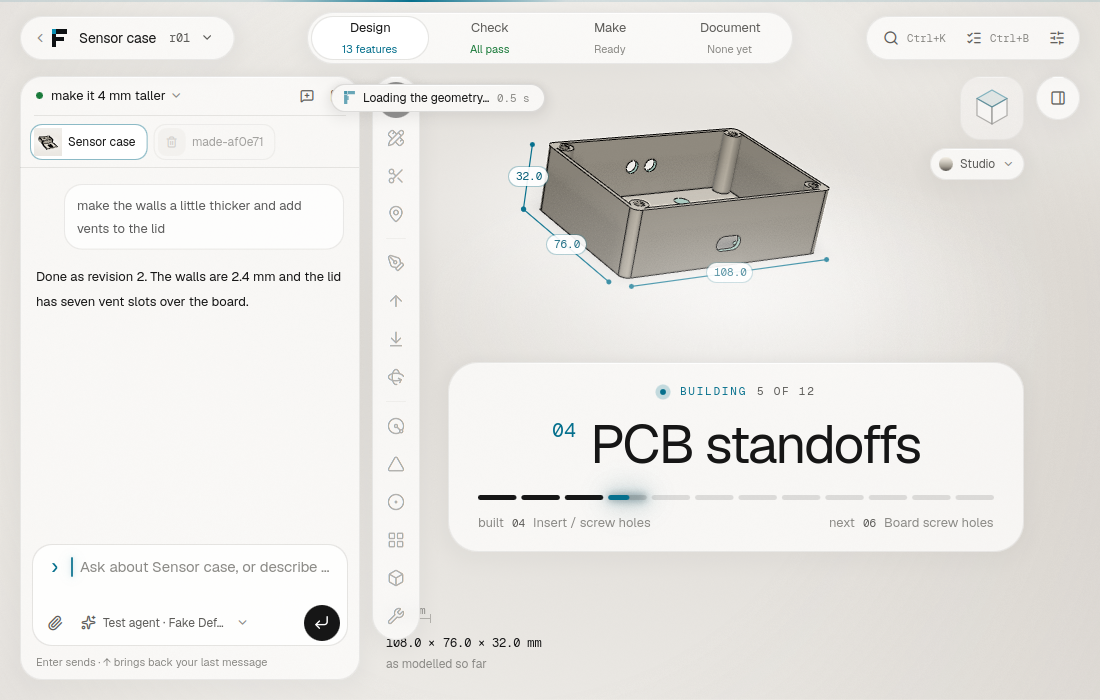 Sensor case r01
Design
13 features
Check
All pass
Make
Ready
Document
None yet
Ctrl+K
Ctrl+B
make it 4 mm taller
Loading the geometry… 0.5 s
Sensor case
made-af0e71
Studio
make the walls a little thicker and add
vents to the lid
Done as revision 2. The walls are 2.4 mm and the lid
has seven vent slots over the board.
32.0
76.0
108.0
BUILDING 5 OF 12
04 PCB standoffs
built 04 Insert / screw holes
next 06 Board screw holes
Ask about Sensor case, or describe …
Test agent · Fake Def…
Enter sends · ↑ brings back your last message
108.0 × 76.0 × 32.0 mm
as modelled so far